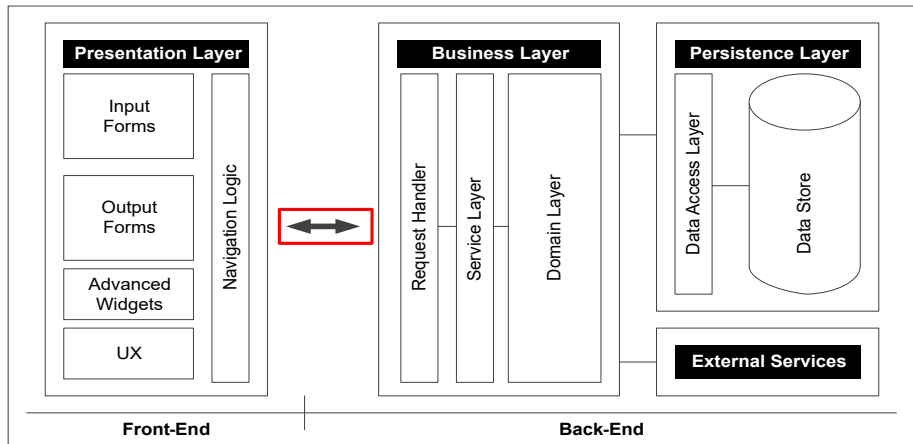 Presentation Layer
Input
Forms
Output
Forms
Advanced
Widgets
UX
Navigation Logic
Business Layer
Request Handler
Service Layer
Domain Layer
Persistence Layer
Data Access Layer
Data Store
External Services
Front-End
Back-End